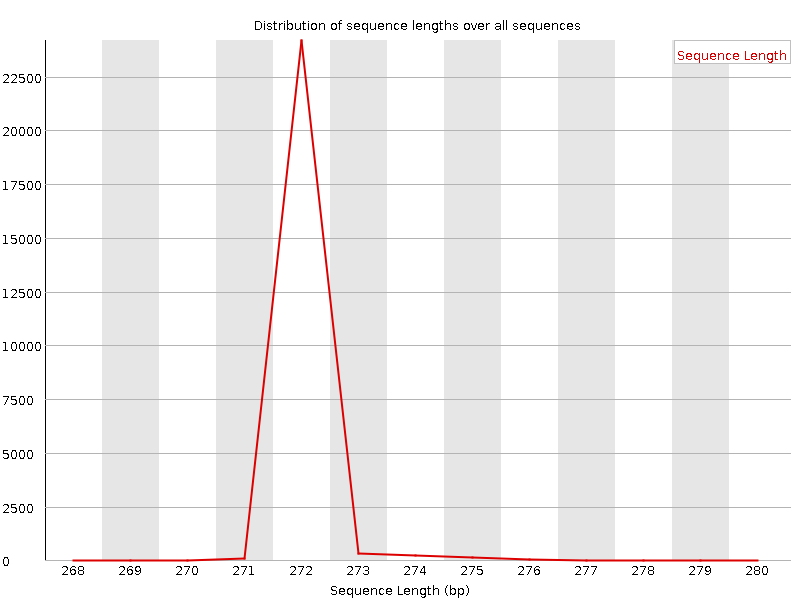 Distribution of sequence lengths over all sequences
Sequence Length
22500
20000
17500
15000
12500
10000
7500
5000
2500
0
268 269 270 271 272 273 274 275 276 277 278 279 280
Sequence Length (bp)